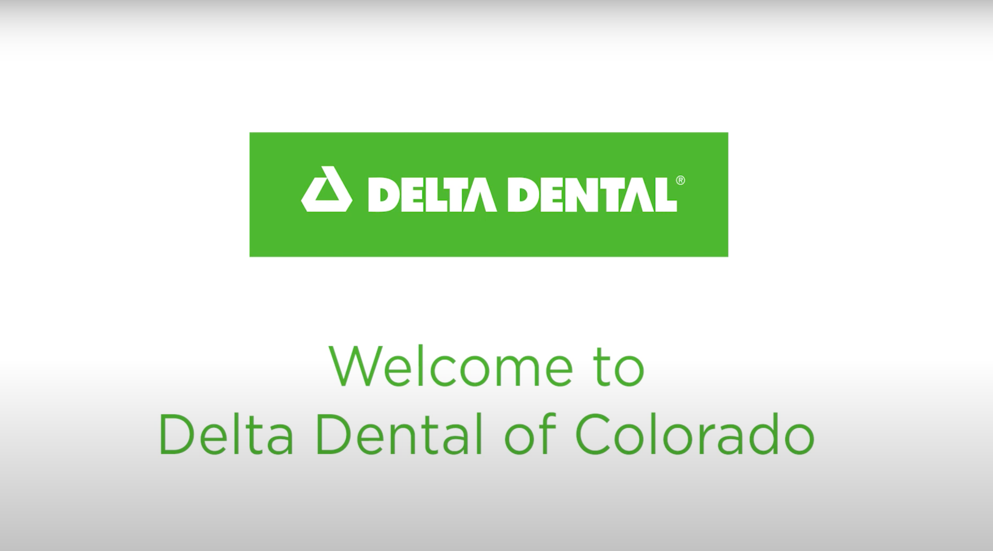 DELTA DENTAL®
Welcome to
Delta Dental of Colorado